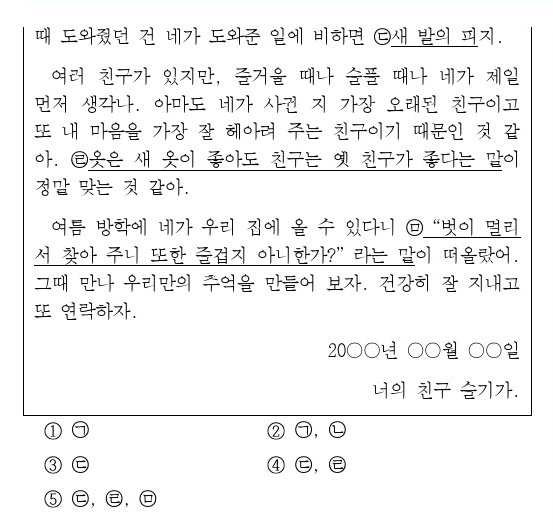 때 도와줬던 건 네가 도와준 일에 비하면 ㉢새 발의 피지.
여러 친구가 있지만, 즐거울 때나 슬플 때나 네가 제일
먼저 생각나. 아마도 네가 사귄 지 가장 오래된 친구이고
또 내 마음을 가장 잘 헤아려 주는 친구이기 때문인 것 같
아. ㉣옷은 새 옷이 좋아도 친구는 옛 친구가 좋다는 말이
정말 맞는 것 같아.
여름 방학에 네가 우리 집에 올 수 있다니 ㉤ “벗이 멀리
서 찾아 주니 또한 즐겁지 아니한가?” 라는 말이 떠올랐어.
그때 만나 우리만의 추억을 만들어 보자. 건강히 잘 지내고
또 연락하자.
20○○년 ○○월 ○○일
너의 친구 슬기가.
① ㉠ ② ㉠, ㉡
③ ㉢ ④ ㉢, ㉣
⑤ ㉢, ㉣, ㉤